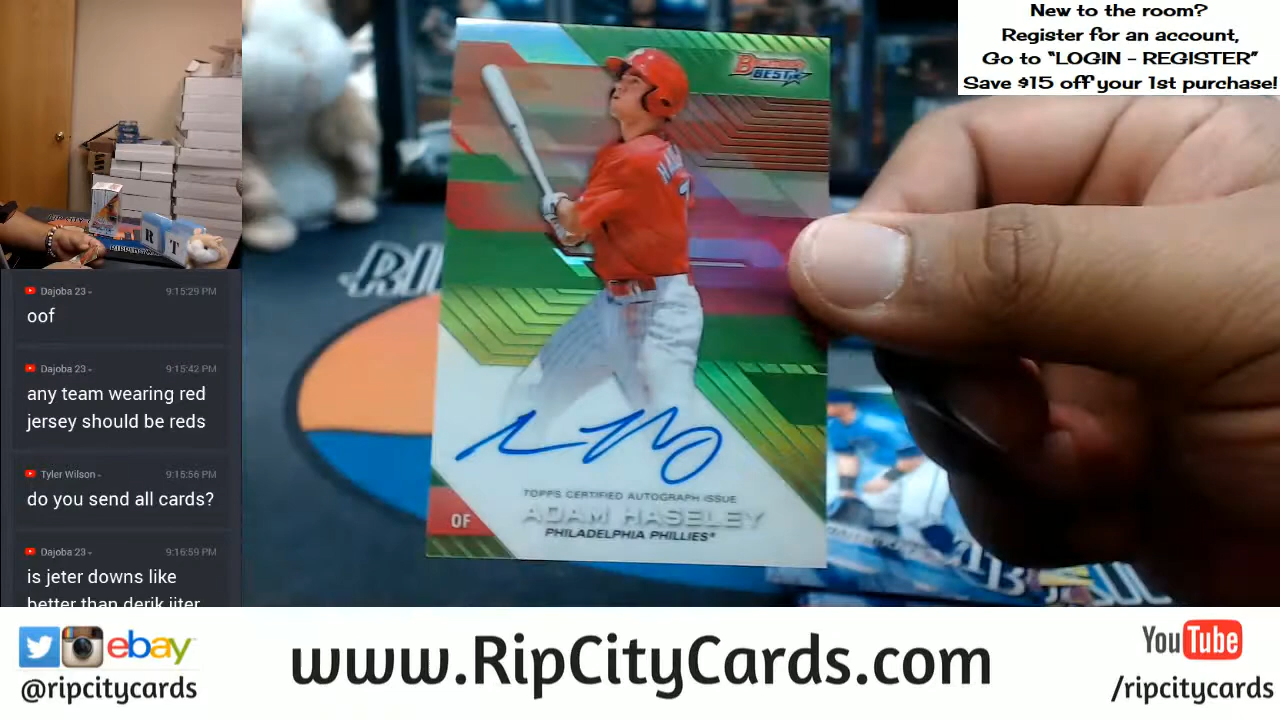 New to the room?
Register for an account,
Go to "LOGIN - REGISTER"
Save $15 off your 1st purchase!
BEST
R T
Dajoba 23
9:15:29 PM
oof
Dajoba 23
9:15:42 PM
any team wearing red
jersey should be reds
Tyler Wilson
9:15:56 PM
do you send all cards?
Dajoba 23
9:16:59 PM
is jeter downs like
better than derik jiter
TOPPS CERTIFIED AUTOGRAPH ISSUE
OF
ADAM HASELEY
PHILADELPHIA PHILLIES
ebay
@ripcitycards
www.RipCityCards.com
YouTube
/ripcitycards